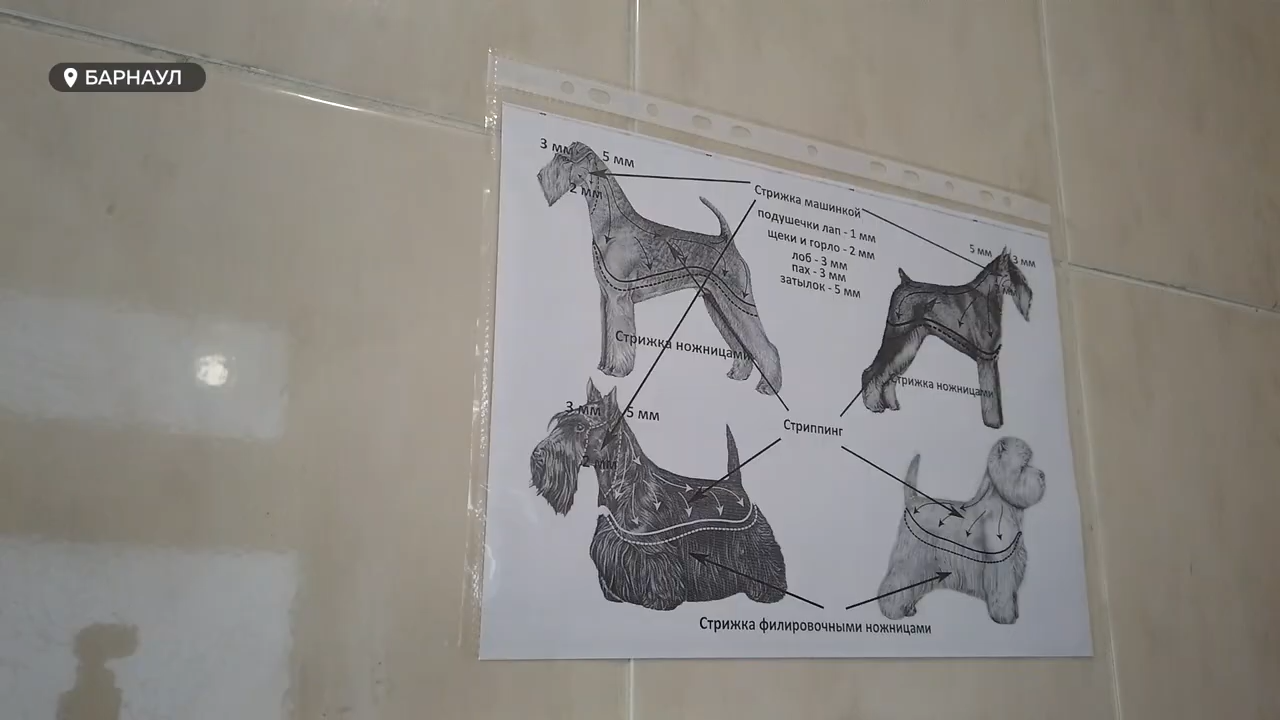 БАРНАУЛ
3 мм
5 мм
2 мм
Стрижка машинкой
подушечки лап - 1 мм
щеки и горло - 2 мм
лоб - 3 мм
пах - 3 мм
затылок - 5 мм
5 мм
3 мм
Стрижка ножницами
Стрижка ножницами
3 мм
5 мм
2 мм
Стриппинг
Стрижка филировочными ножницами